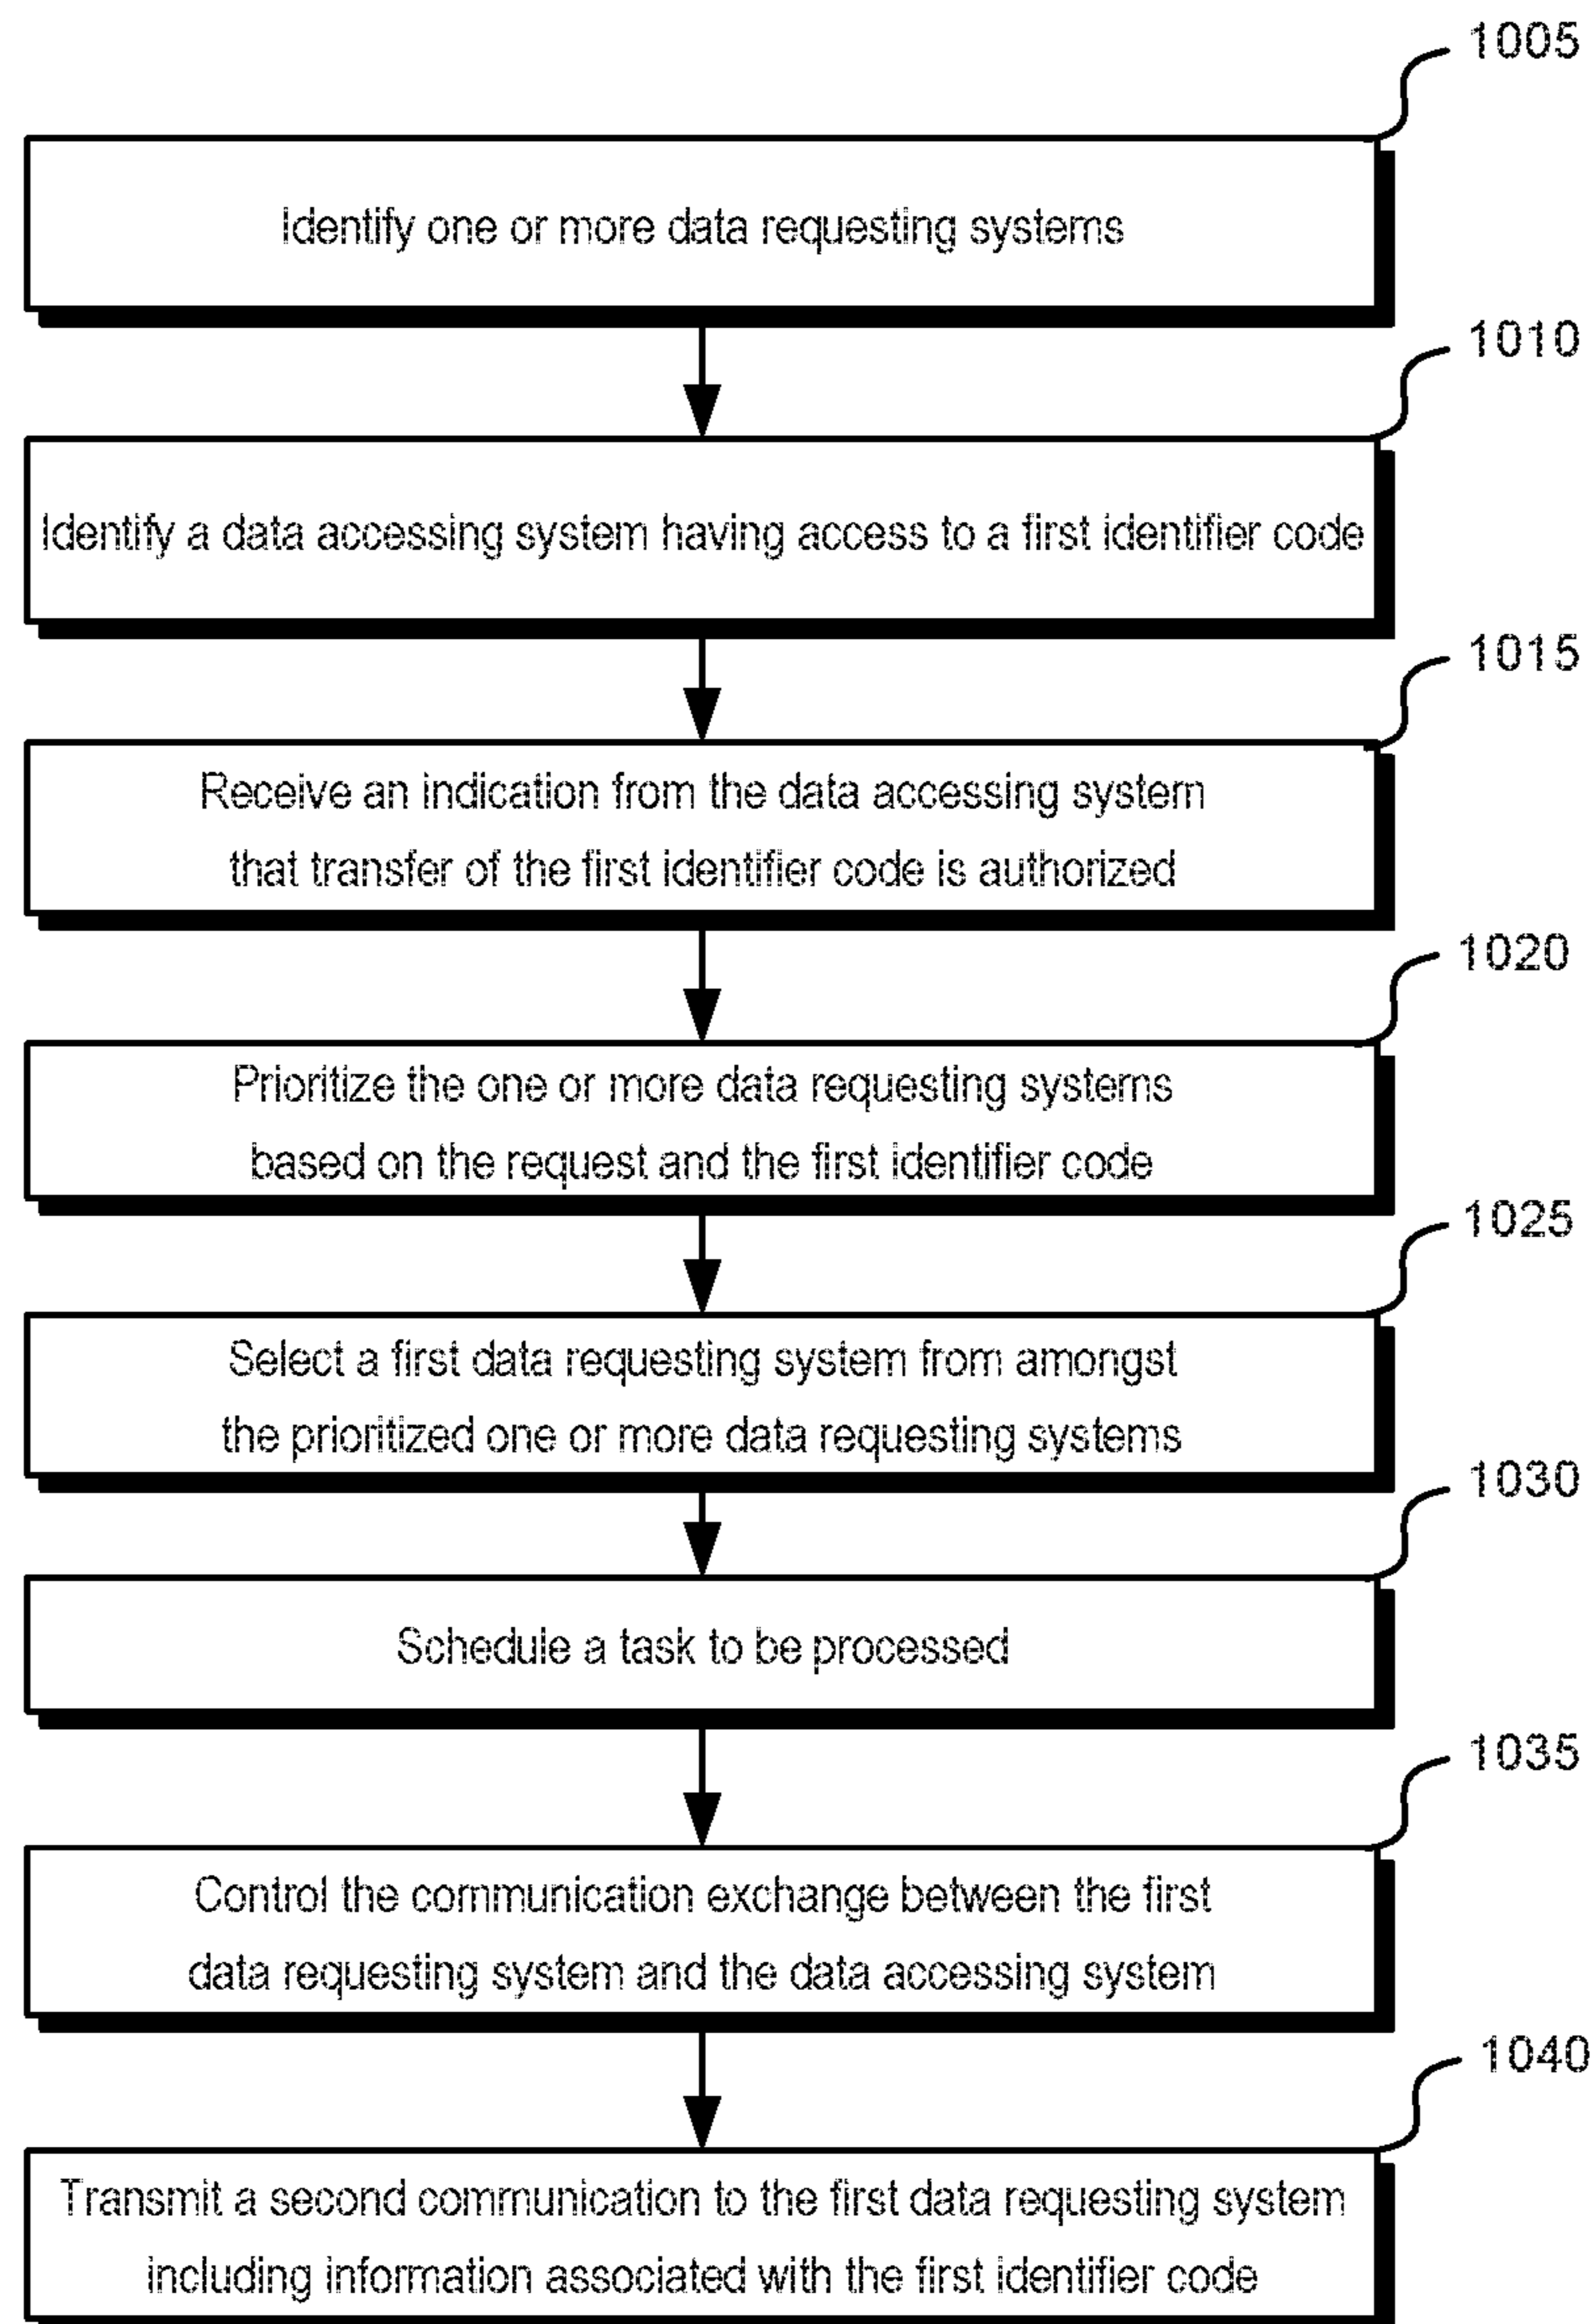 1005
Identify one or more data requesting systems
1010
Identify a data accessing system having access to a first identifier code
1015
Receive an indication from the data accessing system
that transfer of the first identifier code is authorized
1020
Prioritize the one or more data requesting systems
based on the request and the first identifier code
1025
Select a first data requesting system from amongst
the prioritized one or more data requesting systems
1030
Schedule a task to be processed
1035
Control the communication exchange between the first
data requesting system and the data accessing system
1040
Transmit a second communication to the first data requesting system
including information associated with the first identifier code